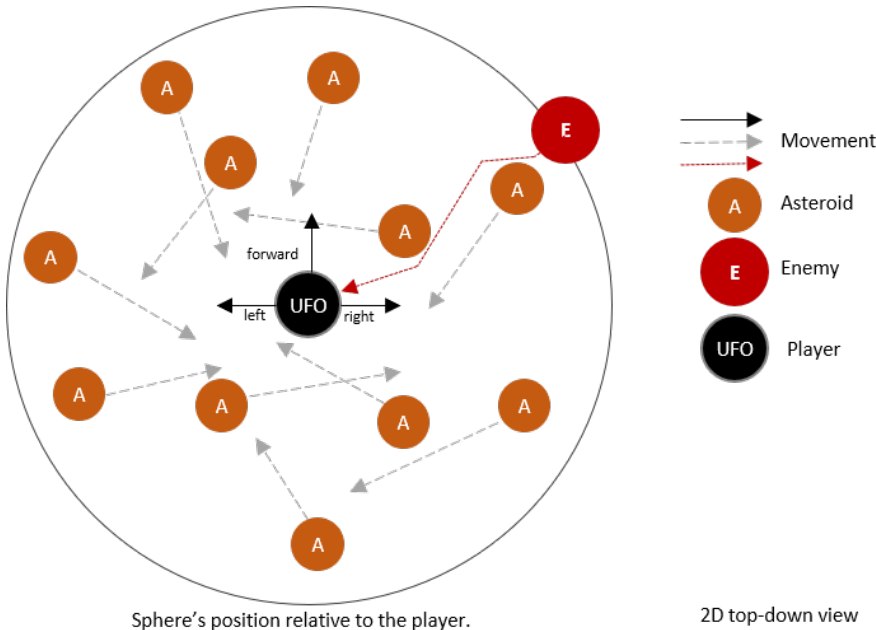 A
A
E
A
A
Movement
A
Asteroid
A
forward
A
E
Enemy
UFO
left
right
UFO
Player
A
A
A
A
A
Sphere's position relative to the player.
2D top-down view